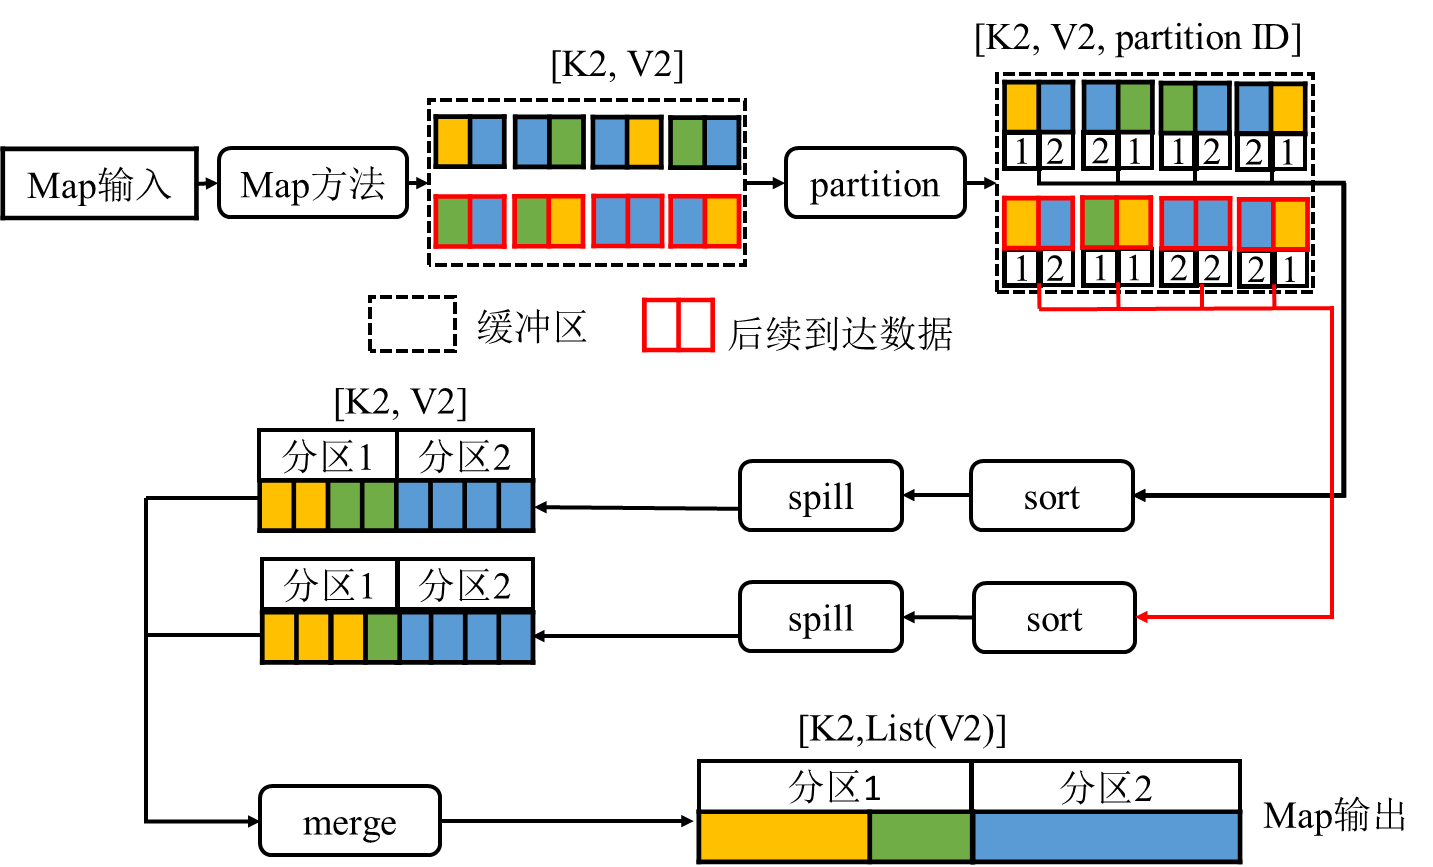 [K2, V2, partition ID]
[K2, V2]
Map输入
Map方法
partition
1 2 2 1 1 2 2 1
1 2 1 1 2 2 2 1
缓冲区
后续到达数据
[K2, V2]
分区1 分区2
spill
sort
分区1 分区2
spill
sort
[K2,List(V2)]
分区1 分区2
merge
Map输出